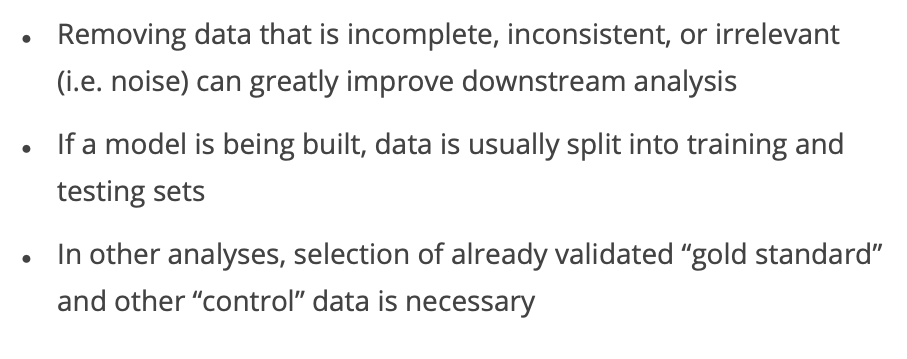 • Removing data that is incomplete, inconsistent, or irrelevant
(i.e. noise) can greatly improve downstream analysis
• If a model is being built, data is usually split into training and
testing sets
• In other analyses, selection of already validated “gold standard”
and other “control” data is necessary